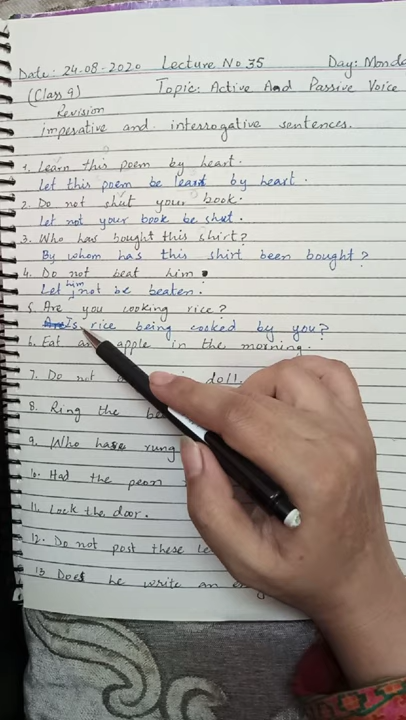 Date: 24-08-2020 Lecture No 35 Day: Monda
(Class 9) Topic: Active And Passive Voice
Revision
imperative and interrogative sentences.
1. Learn this poem by heart.
Let this poem be learnt by heart.
2. Do not shut your book.
Let not your book be shut.
3. Who has bought this shirt?
By whom has this shirt been bought?
4. Do not beat him.
Let him not be beaten.
5. Are you cooking rice?
Is rice being cooked by you?
6. Eat an apple in the morning.
7. Do not doll.
8. Ring the be
9. Who has rung
10. Had the peon
11. Lock the door.
12. Do not post these le
13 Does he write an